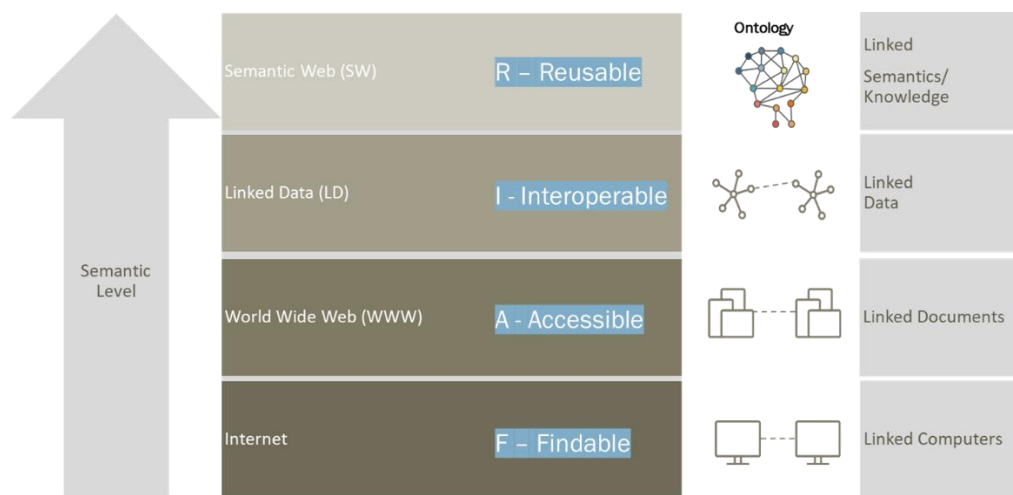 Ontology
Semantic Web (SW)
R – Reusable
Linked
Semantics/
Knowledge
Linked Data (LD)
I - Interoperable
Linked
Data
Semantic
Level
World Wide Web (WWW)
A - Accessible
Linked Documents
Internet
F – Findable
Linked Computers